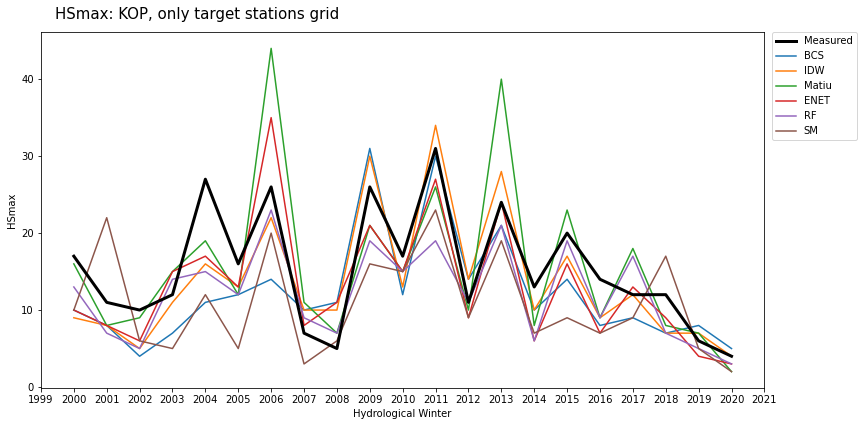 HSmax: KOP, only target stations grid
Measured
BCS
IDW
Matiu
ENET
RF
SM
40
30
20
10
0
HSmax
1999 2000 2001 2002 2003 2004 2005 2006 2007 2008 2009 2010 2011 2012 2013 2014 2015 2016 2017 2018 2019 2020 2021
Hydrological Winter